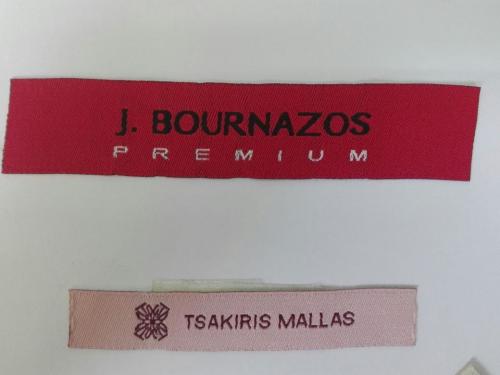 J. BOURNAZOS
PREMIUM
TSAKIRIS MALLAS